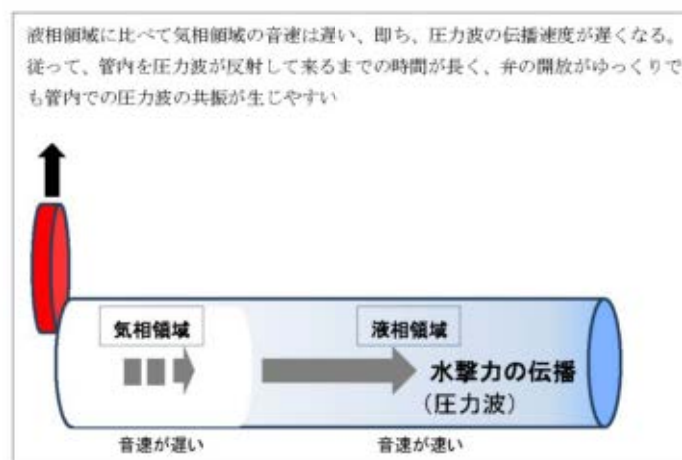 液相領域に比べて気相領域の音速は遅い、即ち、圧力波の伝播速度が遅くなる。
従って、管内を圧力波が反射して来るまでの時間が長く、弁の開放がゆっくりで
も管内での圧力波の共振が生じやすい
気相領域
液相領域
水撃力の伝播
（圧力波）
音速が遅い
音速が速い